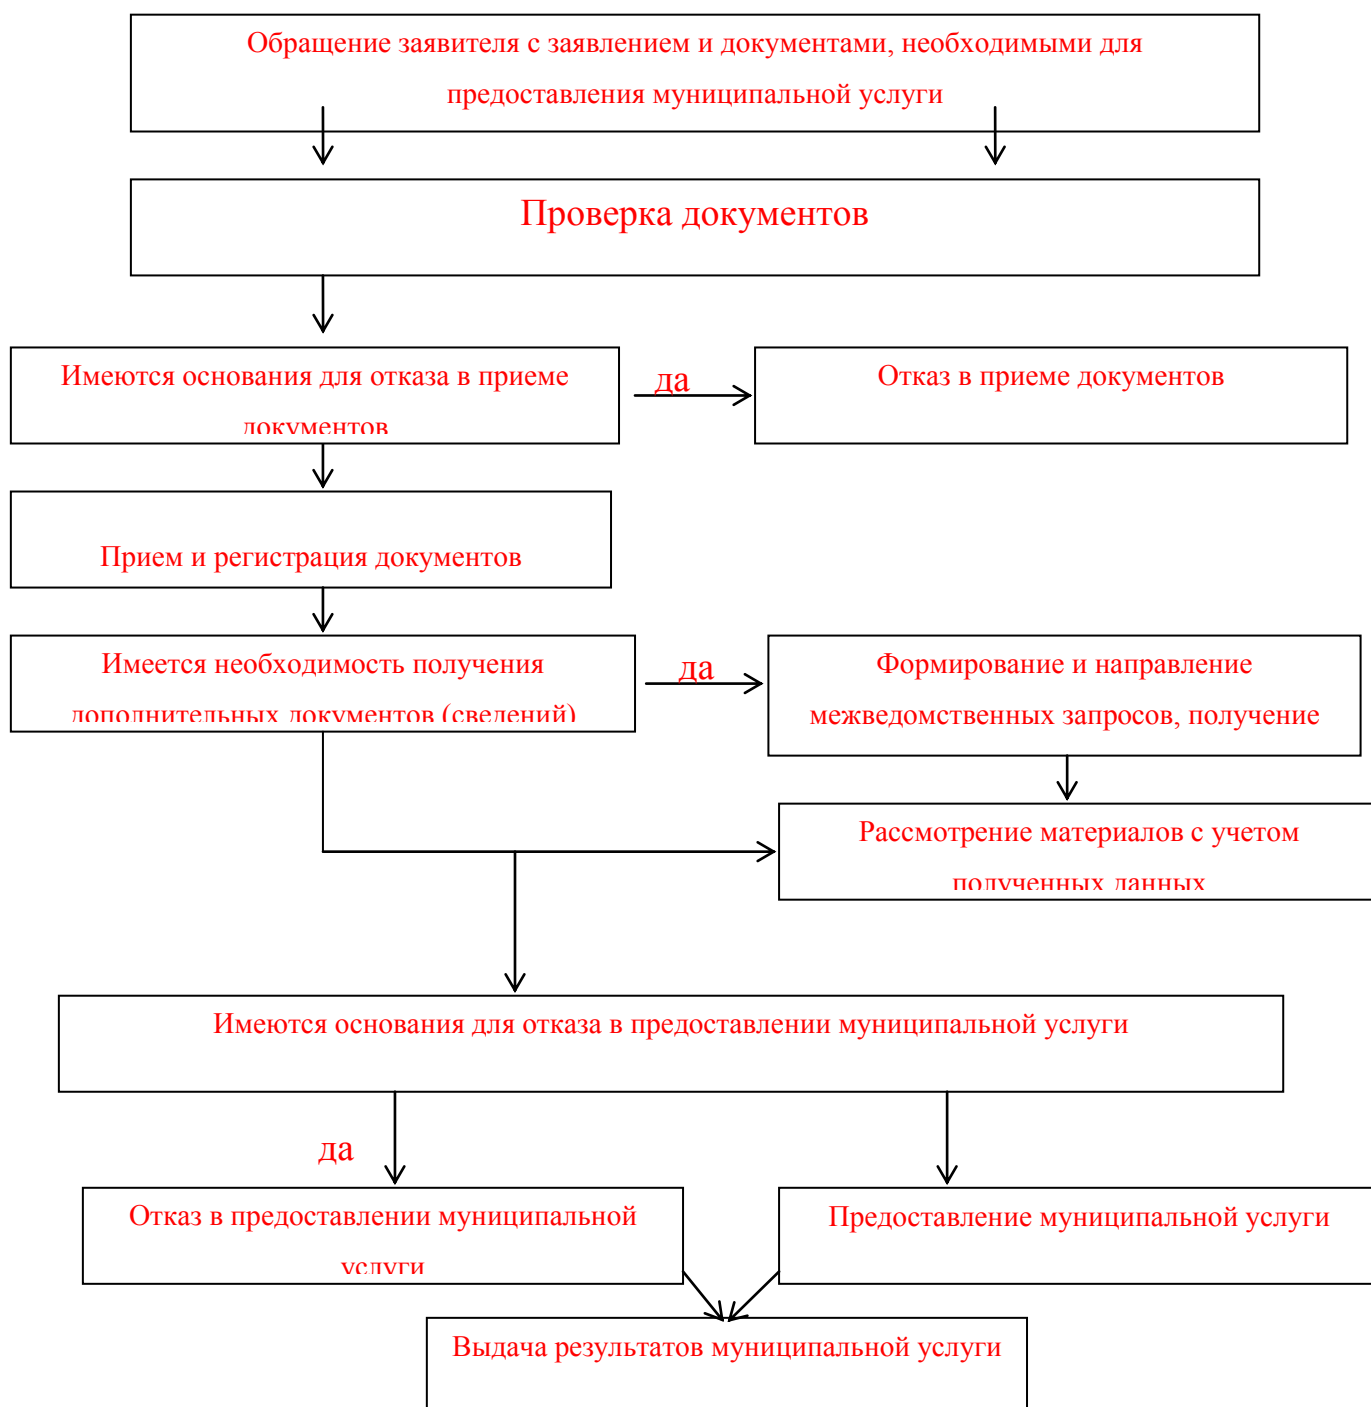 Обращение заявителя с заявлением и документами, необходимыми для
предоставления муниципальной услуги
Проверка документов
Имеются основания для отказа в приеме
документов
да
Отказ в приеме документов
Прием и регистрация документов
Имеется необходимость получения
дополнительных документов (сведений)
да
Формирование и направление
межведомственных запросов, получение
Рассмотрение материалов с учетом
полученных данных
Имеются основания для отказа в предоставлении муниципальной услуги
да
Отказ в предоставлении муниципальной
услуги
Предоставление муниципальной услуги
Выдача результатов муниципальной услуги